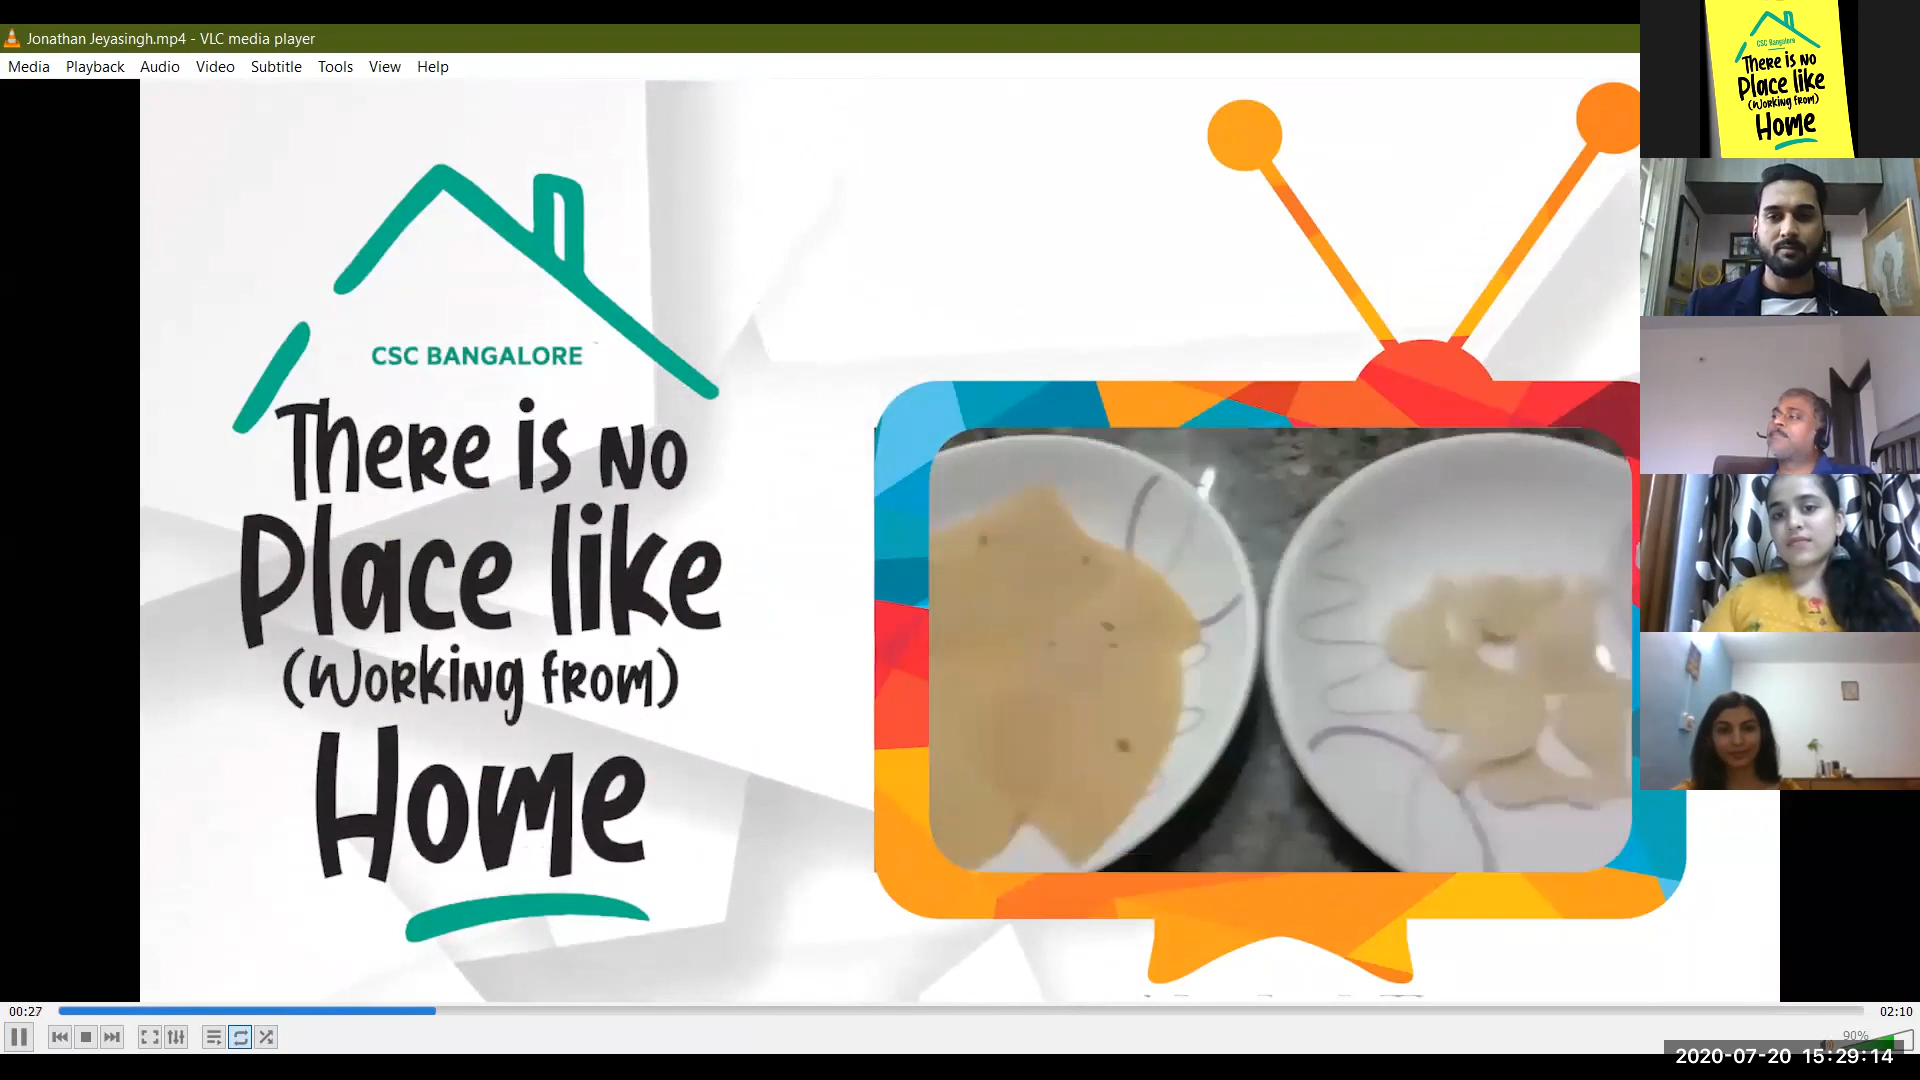 Jonathan Jeyasingh.mp4 - VLC media player
Media Playback Audio Video Subtitle Tools View Help
CSC BANGALORE
There is no
Place like
(Working from)
Home
CSC Bangalore
There is no
Place like
(Working from)
Home
00:27
02:10
90%
2020-07-20 15:29:14